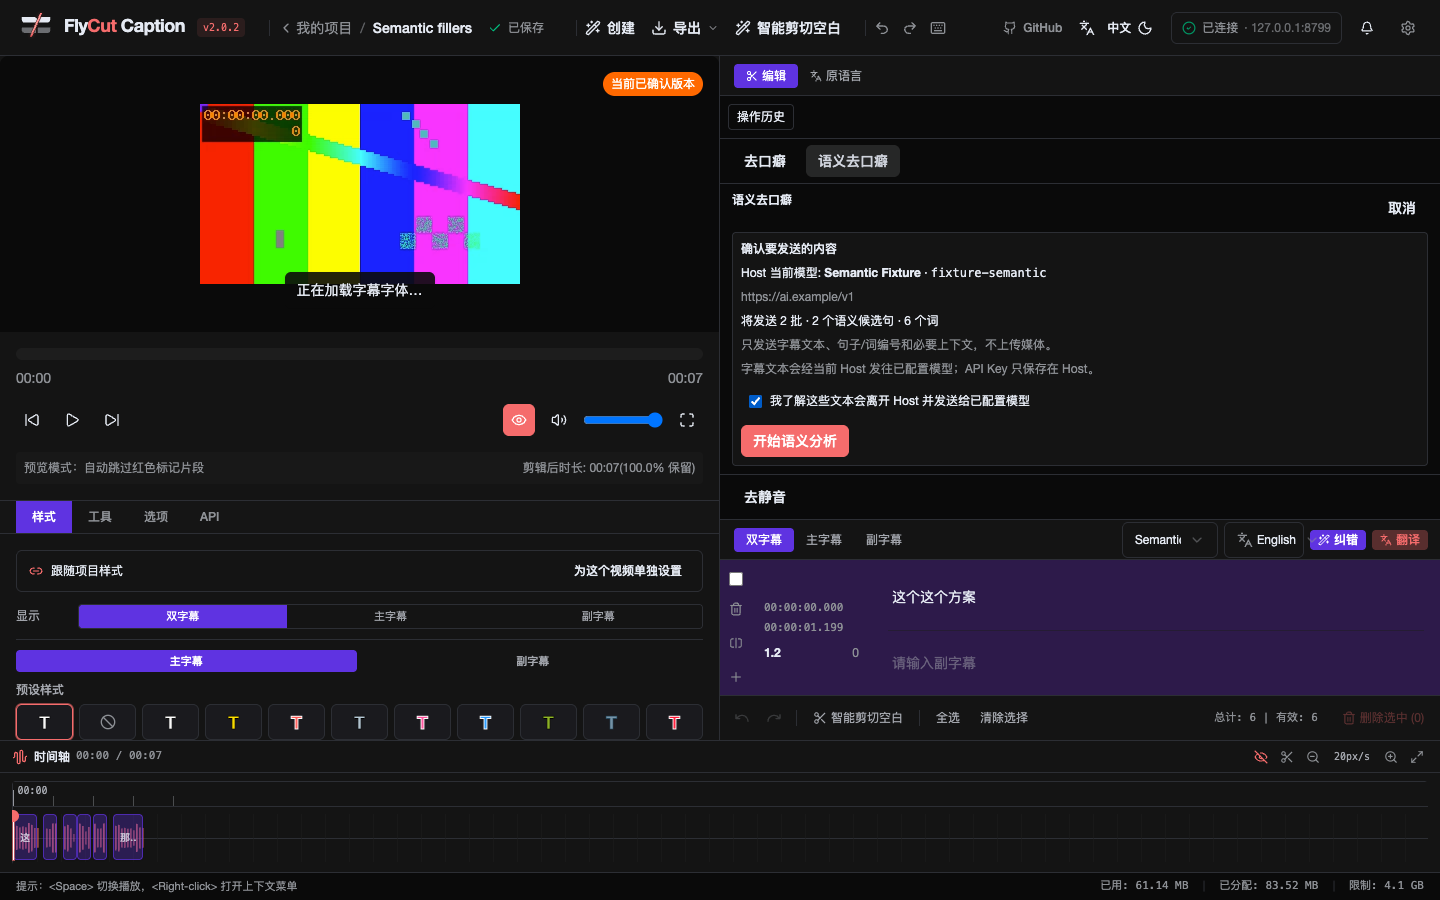 FlyCut Caption v2.0.2 我的项目 / Semantic fillers 已保存 创建 导出 智能剪切空白 GitHub 中文 已连接 · 127.0.0.1:8799
当前已确认版本
00:00:00.000
0
正在加载字幕字体...
00:00 00:07
预览模式：自动跳过红色标记片段 剪辑后时长: 00:07(100.0% 保留)
样式 工具 选项 API
跟随项目样式 为这个视频单独设置
显示 双字幕 主字幕 副字幕
主字幕 副字幕
预设样式
T T T T T T T T T T
编辑 原语言
操作历史
去口癖 语义去口癖
语义去口癖
取消
确认要发送的内容
Host 当前模型: Semantic Fixture · fixture-semantic
https://ai.example/v1
将发送 2 批 · 2 个语义候选句 · 6 个词
只发送字幕文本、句子/词编号和必要上下文，不上传媒体。
字幕文本会经当前 Host 发往已配置模型；API Key 只保存在 Host。
我了解这些文本会离开 Host 并发送给已配置模型
开始语义分析
去静音
双字幕 主字幕 副字幕 Semantic English 纠错 翻译
这个这个方案
00:00:00.000
00:00:01.199
1.2 0
请输入副字幕
智能剪切空白 全选 清除选择 总计: 6 | 有效: 6 删除选中 (0)
时间轴 00:00 / 00:07 20px/s
00:00
这 那...
提示：<Space> 切换播放，<Right-click> 打开上下文菜单 已用: 61.14 MB 已分配: 83.52 MB 限制: 4.1 GB